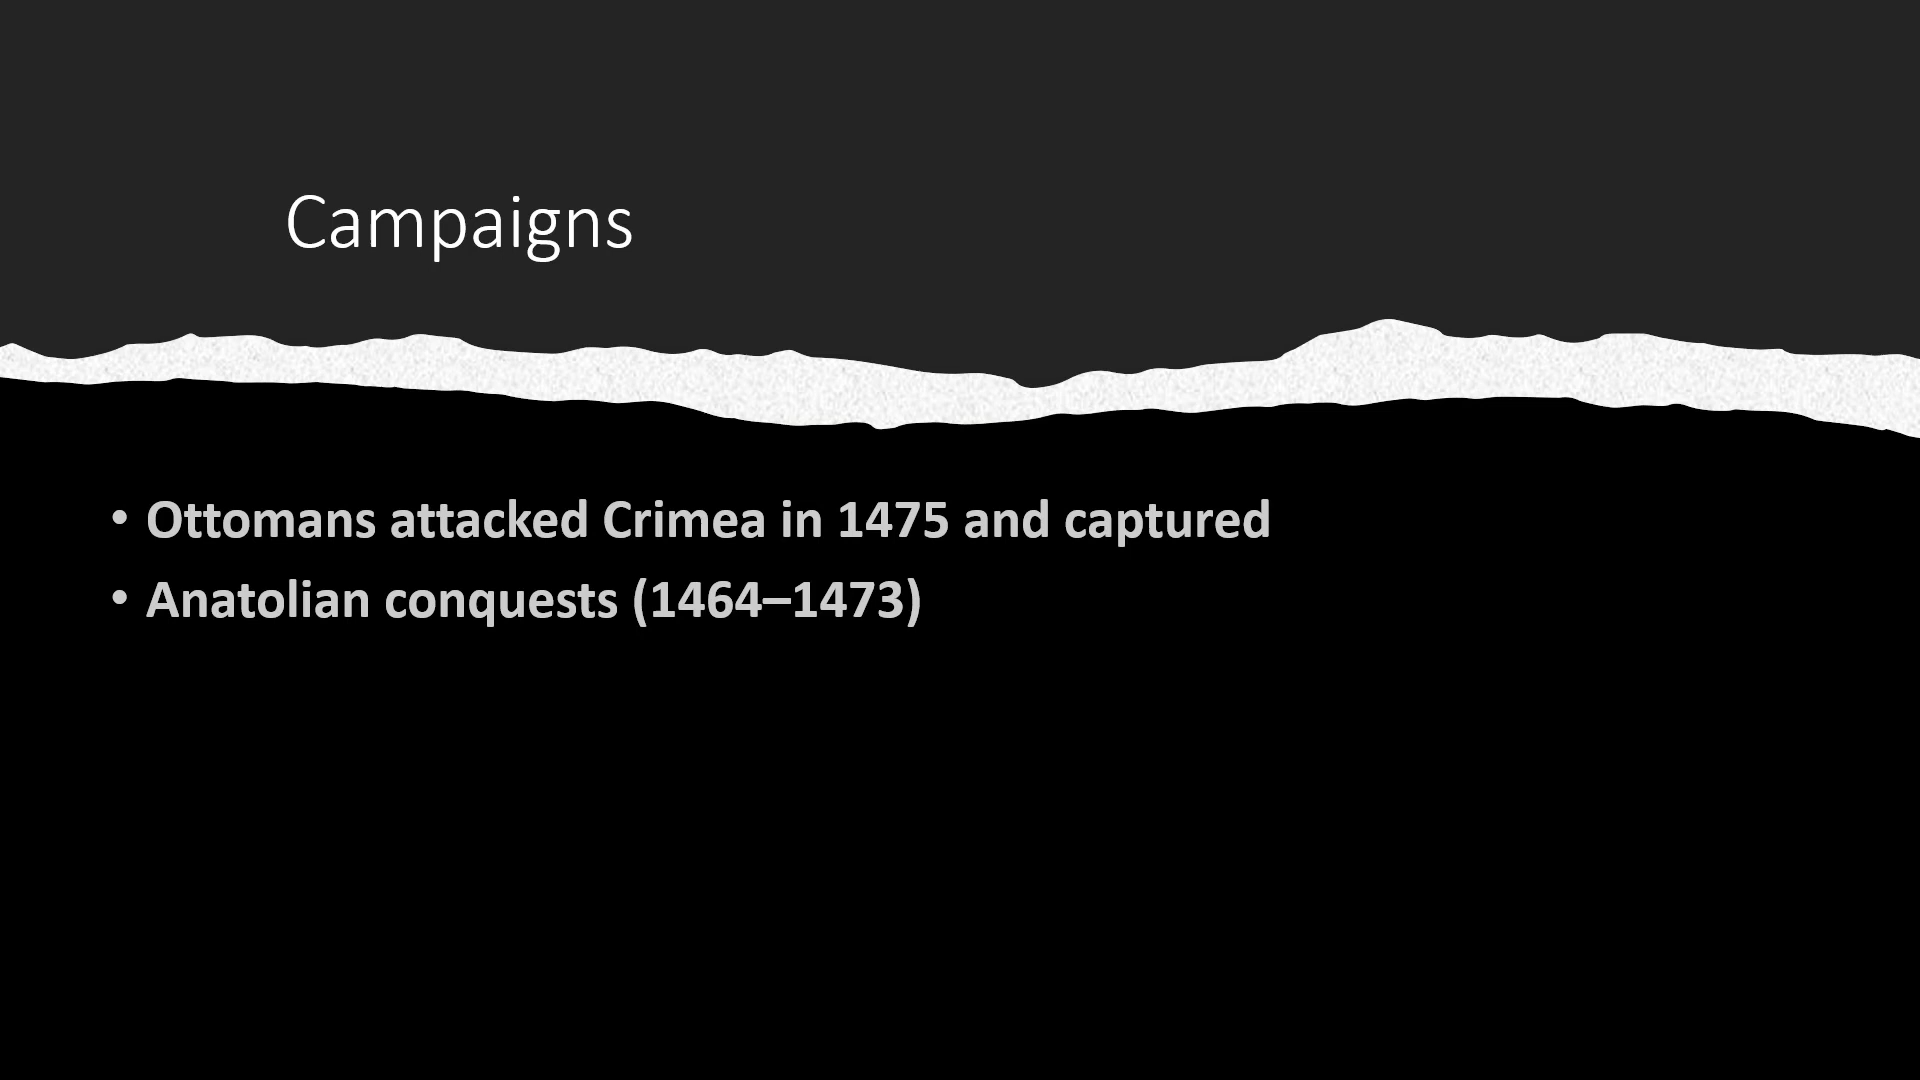 Campaigns
• Ottomans attacked Crimea in 1475 and captured
• Anatolian conquests (1464–1473)